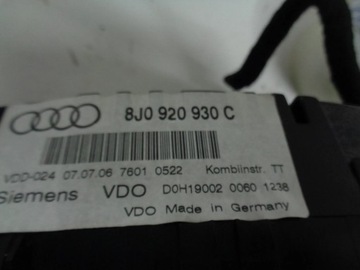 8J0 920 930 C
VDD-024 07.07.06 7601 0522 Kombiinstr. TT
Siemens VDO D0H19002 0060 1238
VDO Made in Germany